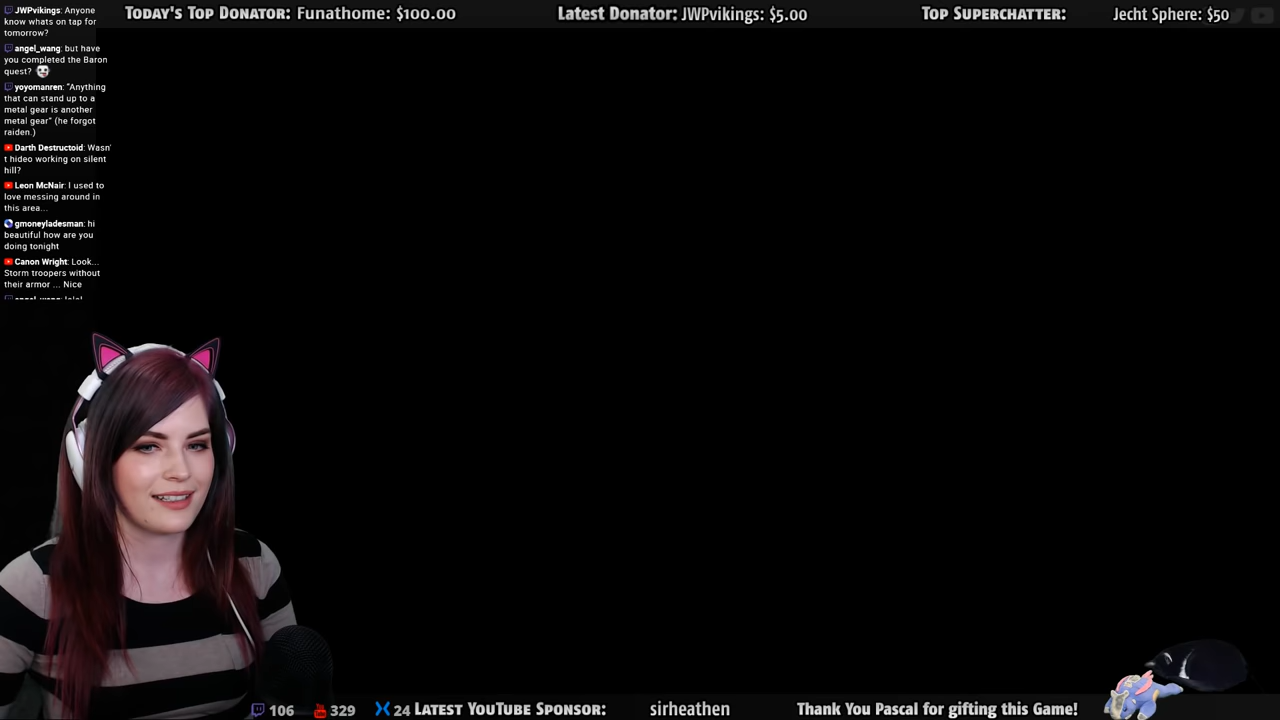 Today's Top Donator: Funathome: $100.00
Latest Donator: JWPvikings: $5.00
Top Superchatter: Jecht Sphere: $50
JWPvikings: Anyone
know whats on tap for
tomorrow?
angel_wang: but have
you completed the Baron
quest?
yoyomanren: "Anything
that can stand up to a
metal gear is another
metal gear" (he forgot
raiden.)
Darth Destructoid: Wasn'
t hideo working on silent
hill?
Leon McNair: I used to
love messing around in
this area...
gmoneyladesman: hi
beautiful how are you
doing tonight
Canon Wright: Look...
Storm troopers without
their armor ... Nice
106 329 24 Latest YouTube Sponsor: sirheathen
Thank You Pascal for gifting this Game!